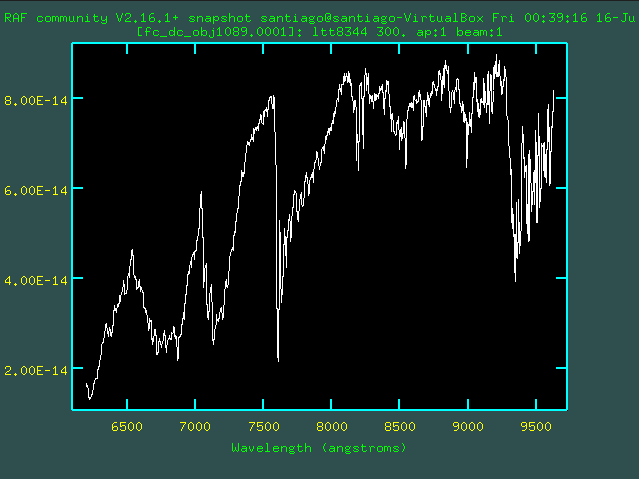 RAF community V2.16.1+ snapshot santiago@santiago-VirtualBox Fri 00:39:16 16-Ju
[fc_dc_obj1089.0001]: ltt8344 300. ap:1 beam:1
8.00E-14
6.00E-14
4.00E-14
2.00E-14
6500 7000 7500 8000 8500 9000 9500
Wavelength (angstroms)